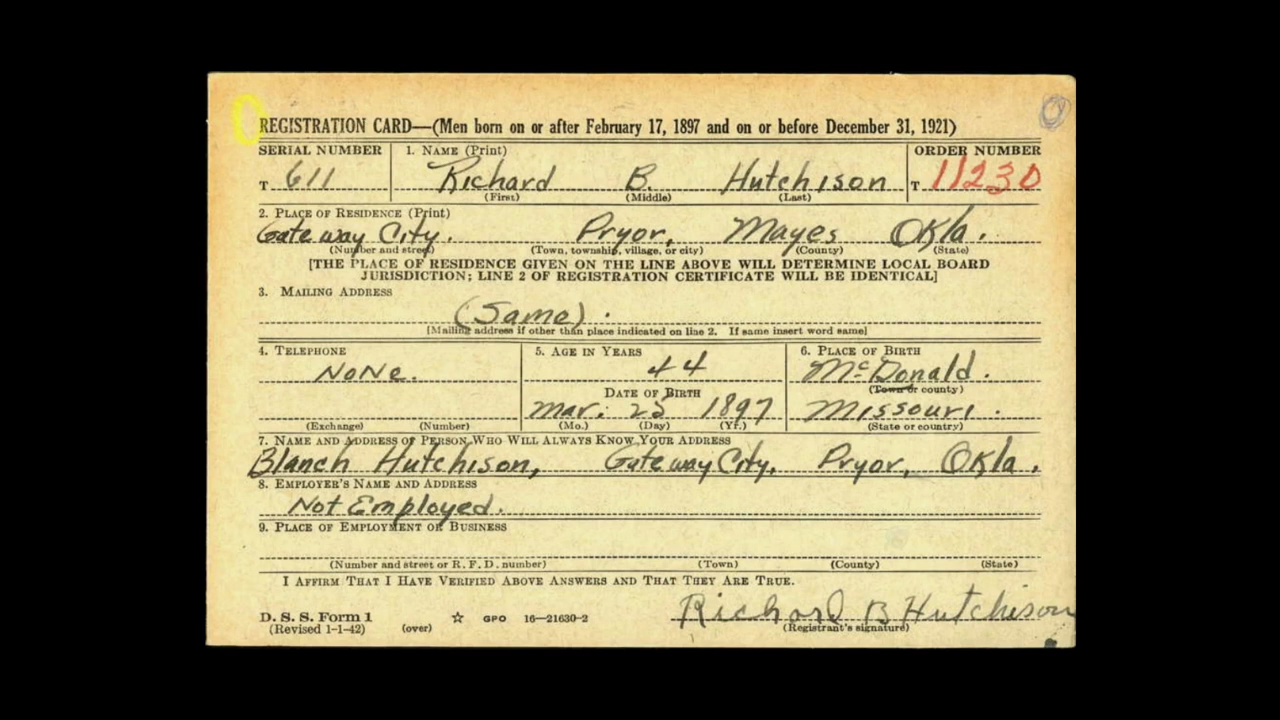 REGISTRATION CARD—(Men born on or after February 17, 1897 and on or before December 31, 1921)
SERIAL NUMBER 1. NAME (Print) ORDER NUMBER
T 611 Richard B. Hutchison T 11230
(First) (Middle) (Last)
2. PLACE OF RESIDENCE (Print)
Gateway City. Pryor, Mayes Okla.
(Number and street) (Town, township, village, or city) (County) (State)
[THE PLACE OF RESIDENCE GIVEN ON THE LINE ABOVE WILL DETERMINE LOCAL BOARD
JURISDICTION; LINE 2 OF REGISTRATION CERTIFICATE WILL BE IDENTICAL]
3. MAILING ADDRESS
(Same).
[Mailing address if other than place indicated on line 2. If same insert word same]
4. TELEPHONE 5. AGE IN YEARS 6. PLACE OF BIRTH
NoNe. 44 McDonald.
DATE OF BIRTH (Town or county)
Mar. 25 1897 Missouri.
(Exchange) (Number) (Mo.) (Day) (Yr.) (State or country)
7. NAME AND ADDRESS OF PERSON WHO WILL ALWAYS KNOW YOUR ADDRESS
Blanch Hutchison, Gateway City, Pryor, Okla.
8. EMPLOYER'S NAME AND ADDRESS
Not Employed.
9. PLACE OF EMPLOYMENT OR BUSINESS
(Number and street or R. F. D. number) (Town) (County) (State)
I AFFIRM THAT I HAVE VERIFIED ABOVE ANSWERS AND THAT THEY ARE TRUE.
Richard B Hutchison
D. S. S. Form 1 GPO 16—21630-2
(Revised 1-1-42) (over) (Registrant's signature)